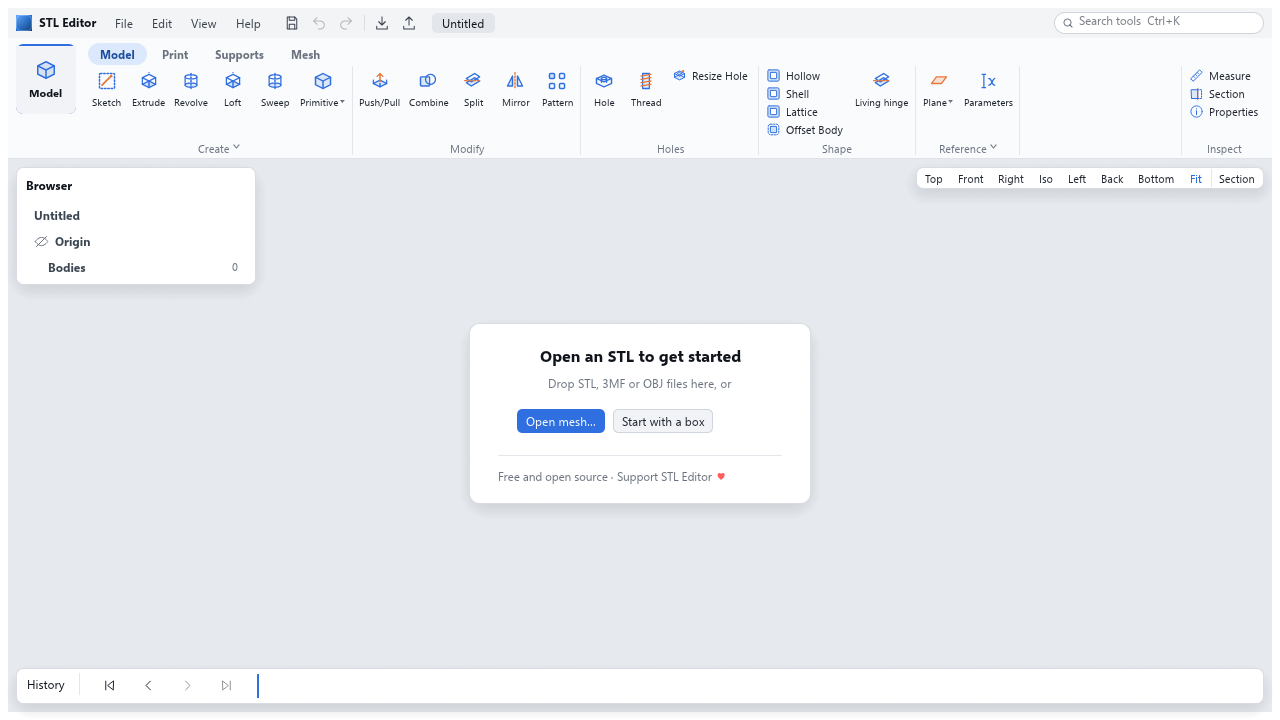 STL Editor File Edit View Help Untitled Search tools Ctrl+K
Model Print Supports Mesh
Model
Sketch Extrude Revolve Loft Sweep Primitive
Create
Push/Pull Combine Split Mirror Pattern
Modify
Hole Thread Resize Hole
Holes
Hollow
Shell
Lattice
Offset Body
Living hinge
Shape
Plane Parameters
Reference
Measure
Section
Properties
Inspect
Browser
Untitled
Origin
Bodies 0
Top Front Right Iso Left Back Bottom Fit Section
Open an STL to get started
Drop STL, 3MF or OBJ files here, or
Open mesh... Start with a box
Free and open source · Support STL Editor ♥
History